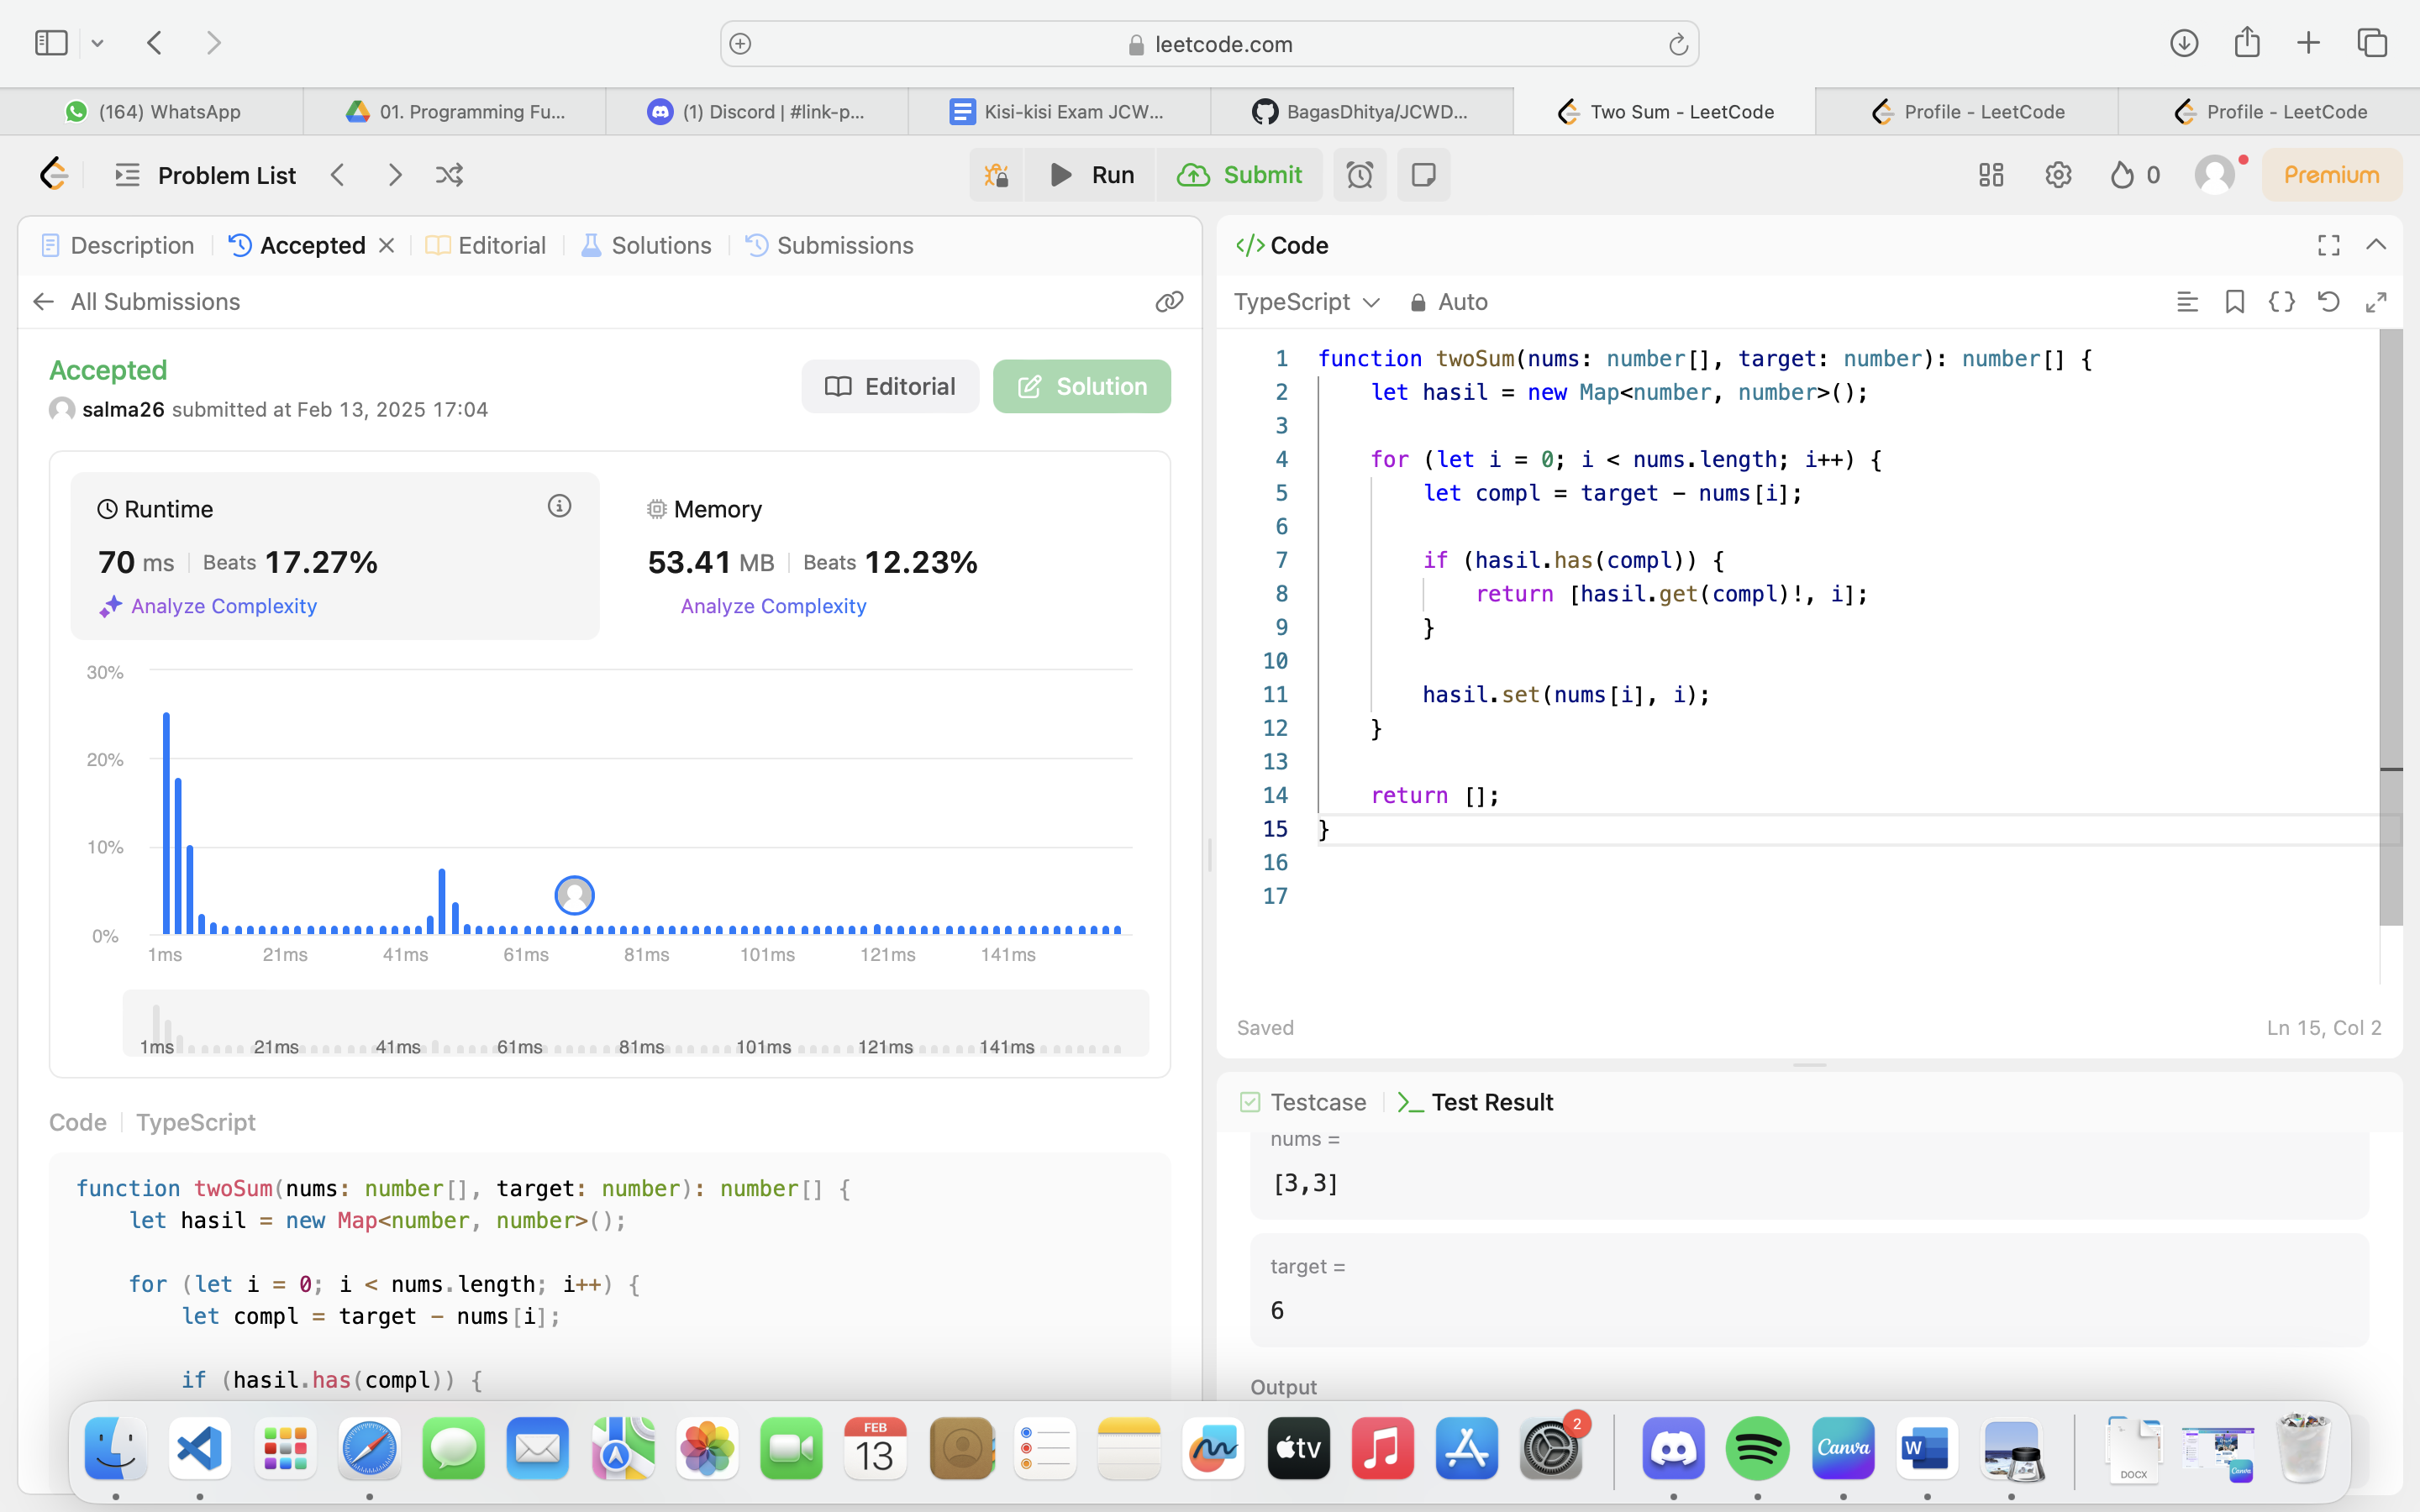 leetcode.com
(164) WhatsApp
01. Programming Fu...
(1) Discord | #link-p...
Kisi-kisi Exam JCW...
BagasDhitya/JCWD...
Two Sum - LeetCode
Profile - LeetCode
Profile - LeetCode
Problem List
Run
Submit
0
Premium
Description
Accepted
Editorial
Solutions
Submissions
All Submissions
Accepted
salma26 submitted at Feb 13, 2025 17:04
Editorial
Solution
Runtime
70 ms | Beats 17.27%
Analyze Complexity
Memory
53.41 MB | Beats 12.23%
Analyze Complexity
30%
20%
10%
0%
1ms 21ms 41ms 61ms 81ms 101ms 121ms 141ms
1ms 21ms 41ms 61ms 81ms 101ms 121ms 141ms
Code | TypeScript
function twoSum(nums: number[], target: number): number[] {
    let hasil = new Map<number, number>();
    for (let i = 0; i < nums.length; i++) {
        let compl = target - nums[i];
        if (hasil.has(compl)) {
</> Code
TypeScript
Auto
1 function twoSum(nums: number[], target: number): number[] {
2     let hasil = new Map<number, number>();
3
4     for (let i = 0; i < nums.length; i++) {
5         let compl = target - nums[i];
6
7         if (hasil.has(compl)) {
8             return [hasil.get(compl)!, i];
9         }
10
11         hasil.set(nums[i], i);
12     }
13
14     return [];
15 }
16
17
Saved
Ln 15, Col 2
Testcase
Test Result
nums =
[3,3]
target =
6
Output
FEB
13
tv
2
Canva
W
DOCX
Canva